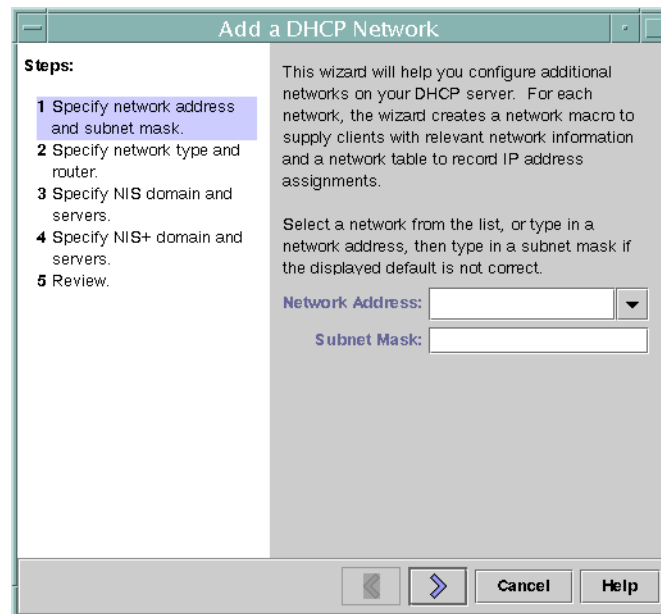 Add a DHCP Network
Steps:
1 Specify network address
and subnet mask.
2 Specify network type and
router.
3 Specify NIS domain and
servers.
4 Specify NIS+ domain and
servers.
5 Review.
This wizard will help you configure additional
networks on your DHCP server. For each
network, the wizard creates a network macro to
supply clients with relevant network information
and a network table to record IP address
assignments.
Select a network from the list, or type in a
network address, then type in a subnet mask if
the displayed default is not correct.
Network Address:
Subnet Mask:
Cancel
Help